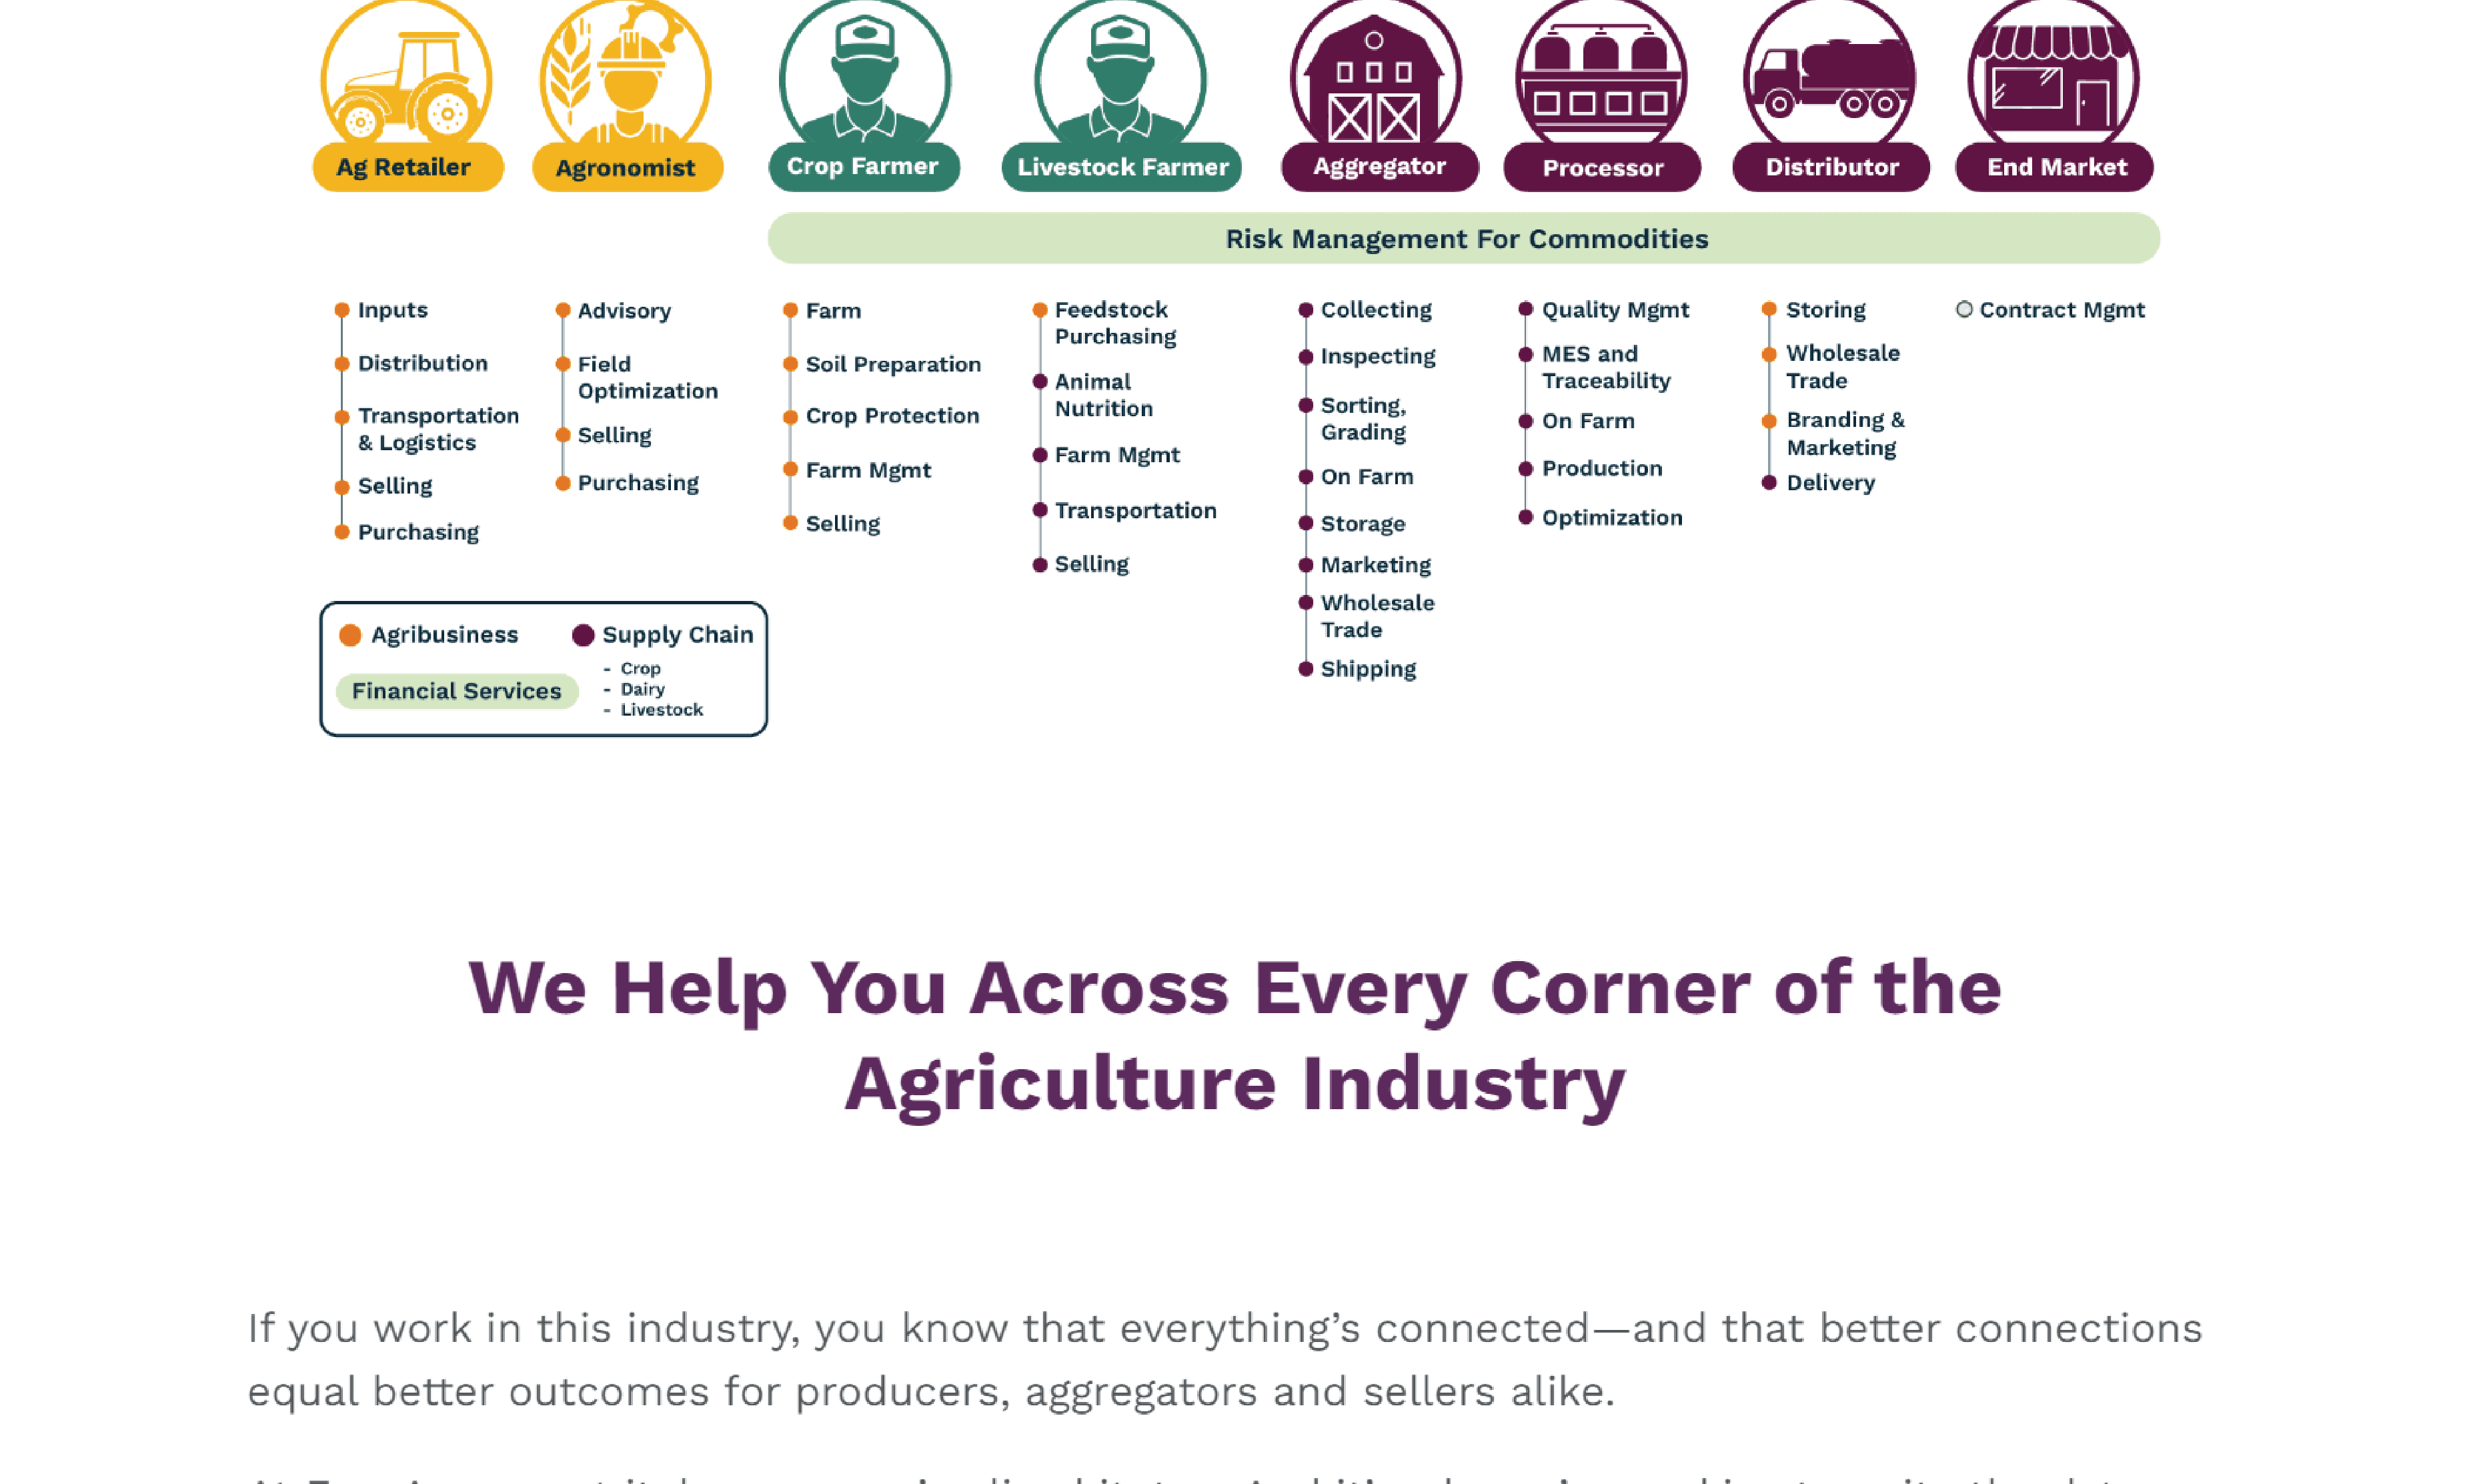 Ag Retailer
Agronomist
Crop Farmer
Livestock Farmer
Aggregator
Processor
Distributor
End Market
Risk Management For Commodities
Inputs
Distribution
Transportation
& Logistics
Selling
Purchasing
Advisory
Field
Optimization
Selling
Purchasing
Farm
Soil Preparation
Crop Protection
Farm Mgmt
Selling
Feedstock
Purchasing
Animal
Nutrition
Farm Mgmt
Transportation
Selling
Collecting
Inspecting
Sorting,
Grading
On Farm
Storage
Marketing
Wholesale
Trade
Shipping
Quality Mgmt
MES and
Traceability
On Farm
Production
Optimization
Storing
Wholesale
Trade
Branding &
Marketing
Delivery
Contract Mgmt
Agribusiness
Financial Services
Supply Chain
- Crop
- Dairy
- Livestock
We Help You Across Every Corner of the
Agriculture Industry
If you work in this industry, you know that everything’s connected—and that better connections
equal better outcomes for producers, aggregators and sellers alike.